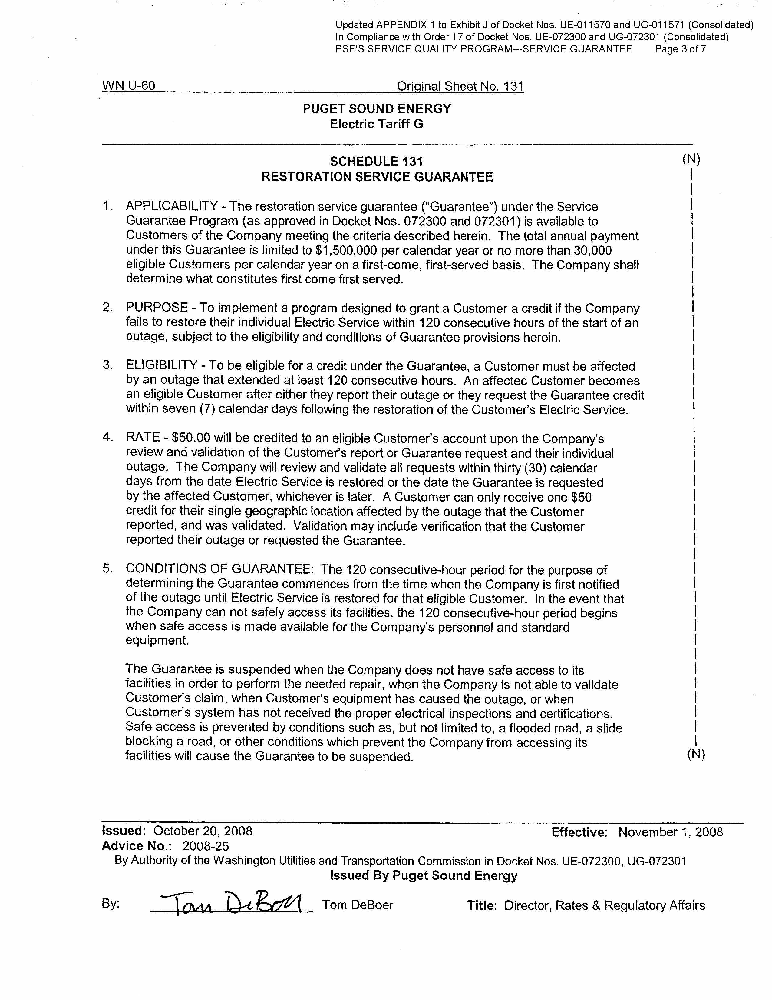 Updated APPENDIX 1 to Exhibit J of Docket Nos. UE-011570 and UG-011571 (Consolidated)
In Compliance with Order 17 of Docket Nos. UE-072300 and UG-072301 (Consolidated)
PSE'S SERVICE QUALITY PROGRAM---SERVICE GUARANTEE Page 3 of 7
WN U-60 Original Sheet No. 131
PUGET SOUND ENERGY
Electric Tariff G
SCHEDULE 131 (N)
RESTORATION SERVICE GUARANTEE
1. APPLICABILITY - The restoration service guarantee ("Guarantee") under the Service
Guarantee Program (as approved in Docket Nos. 072300 and 072301) is available to
Customers of the Company meeting the criteria described herein. The total annual payment
under this Guarantee is limited to $1,500,000 per calendar year or no more than 30,000
eligible Customers per calendar year on a first-come, first-served basis. The Company shall
determine what constitutes first come first served.
2. PURPOSE - To implement a program designed to grant a Customer a credit if the Company
fails to restore their individual Electric Service within 120 consecutive hours of the start of an
outage, subject to the eligibility and conditions of Guarantee provisions herein.
3. ELIGIBILITY - To be eligible for a credit under the Guarantee, a Customer must be affected
by an outage that extended at least 120 consecutive hours. An affected Customer becomes
an eligible Customer after either they report their outage or they request the Guarantee credit
within seven (7) calendar days following the restoration of the Customer's Electric Service.
4. RATE - $50.00 will be credited to an eligible Customer's account upon the Company's
review and validation of the Customer's report or Guarantee request and their individual
outage. The Company will review and validate all requests within thirty (30) calendar
days from the date Electric Service is restored or the date the Guarantee is requested
by the affected Customer, whichever is later. A Customer can only receive one $50
credit for their single geographic location affected by the outage that the Customer
reported, and was validated. Validation may include verification that the Customer
reported their outage or requested the Guarantee.
5. CONDITIONS OF GUARANTEE: The 120 consecutive-hour period for the purpose of
determining the Guarantee commences from the time when the Company is first notified
of the outage until Electric Service is restored for that eligible Customer. In the event that
the Company can not safely access its facilities, the 120 consecutive-hour period begins
when safe access is made available for the Company's personnel and standard
equipment.
The Guarantee is suspended when the Company does not have safe access to its
facilities in order to perform the needed repair, when the Company is not able to validate
Customer's claim, when Customer's equipment has caused the outage, or when
Customer's system has not received the proper electrical inspections and certifications.
Safe access is prevented by conditions such as, but not limited to, a flooded road, a slide
blocking a road, or other conditions which prevent the Company from accessing its
facilities will cause the Guarantee to be suspended. (N)
Issued: October 20, 2008 Effective: November 1, 2008
Advice No.: 2008-25
By Authority of the Washington Utilities and Transportation Commission in Docket Nos. UE-072300, UG-072301
Issued By Puget Sound Energy
By: Tom DeBoer Tom DeBoer Title: Director, Rates & Regulatory Affairs